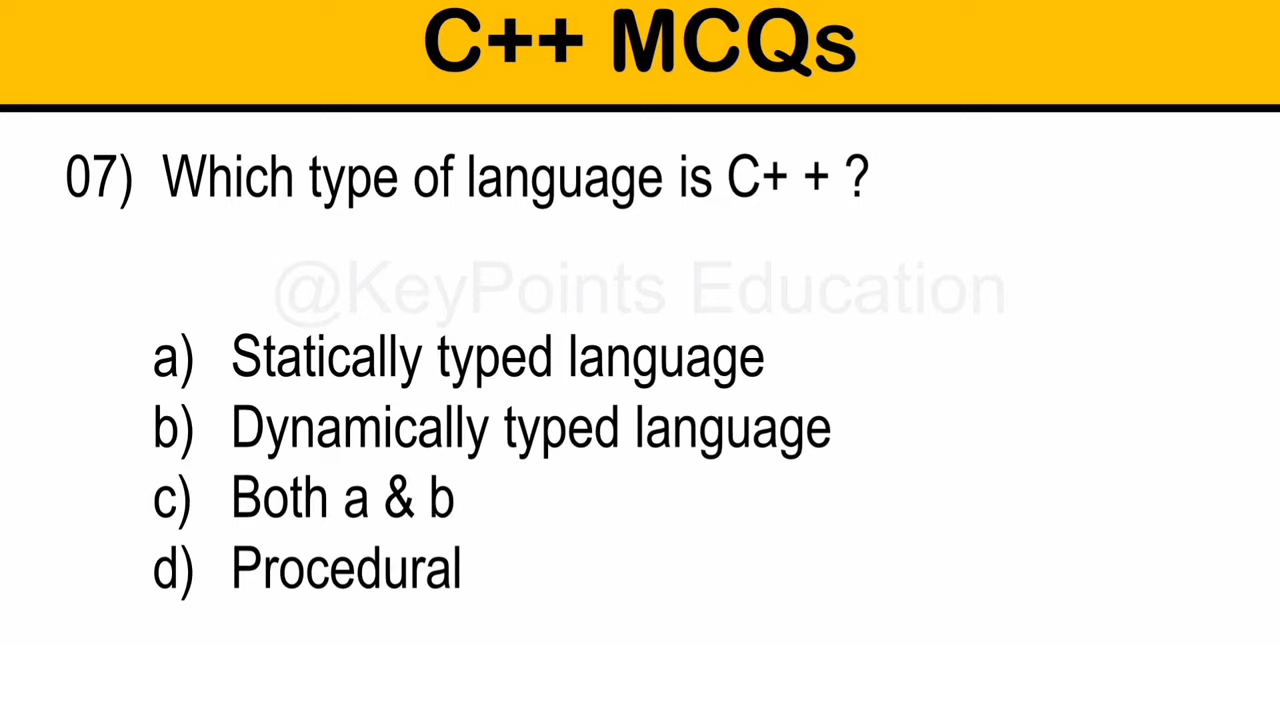 C++ MCQs
07) Which type of language is C+ + ?
@KeyPoints Education
a) Statically typed language
b) Dynamically typed language
c) Both a & b
d) Procedural